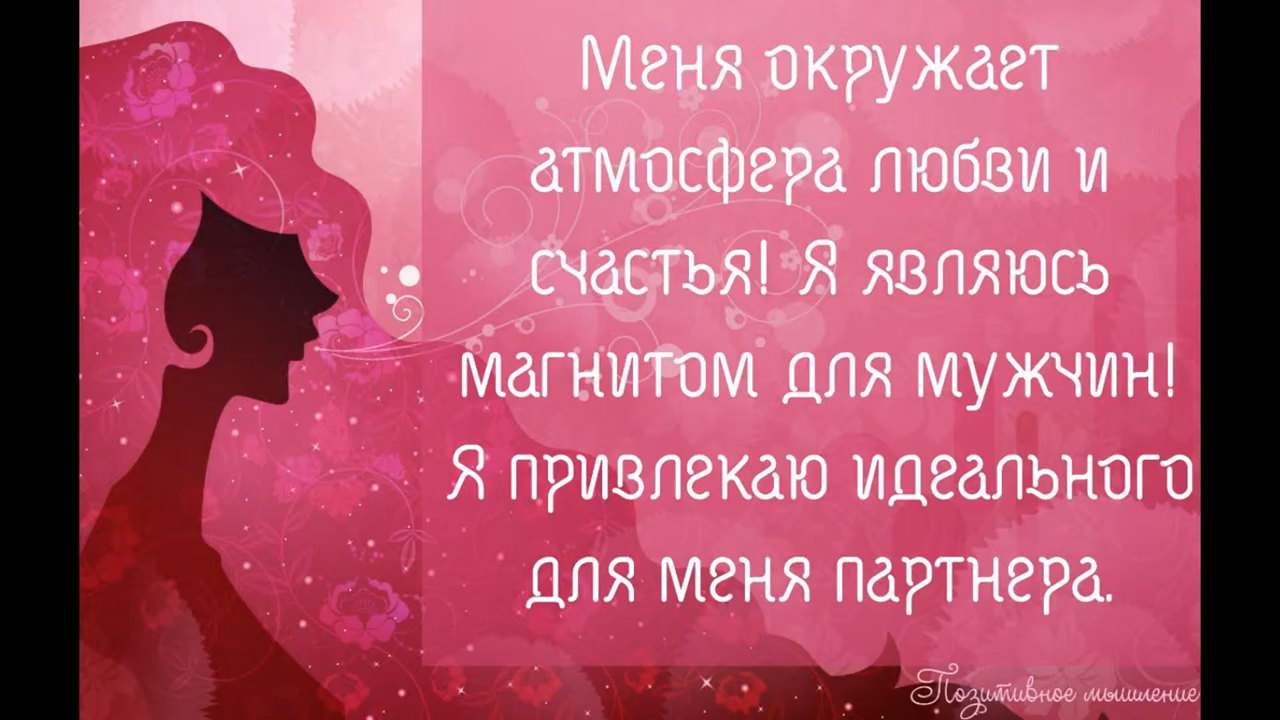 Меня окружает
атмосфера любви и
счастья! Я являюсь
магнитом для мужчин!
Я привлекаю идеального
для меня партнера.
Позитивное мышление